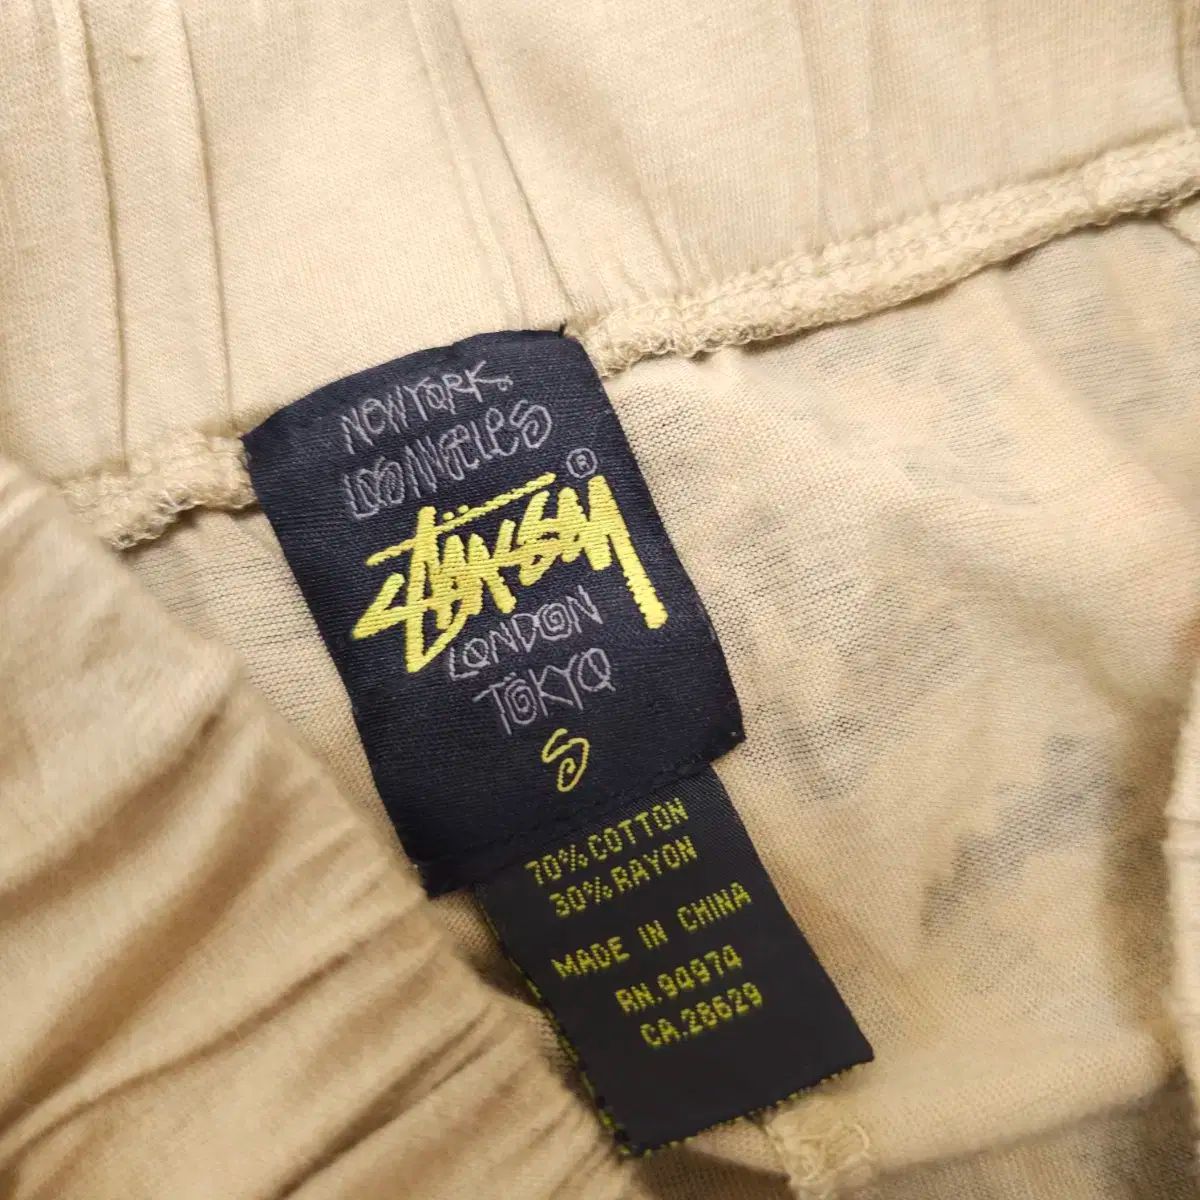 NEW YORK
LOS ANGELES
STÜSSY ®
LONDON
TOKYO
S
70% COTTON
30% RAYON
MADE IN CHINA
RN.94974
CA.28629